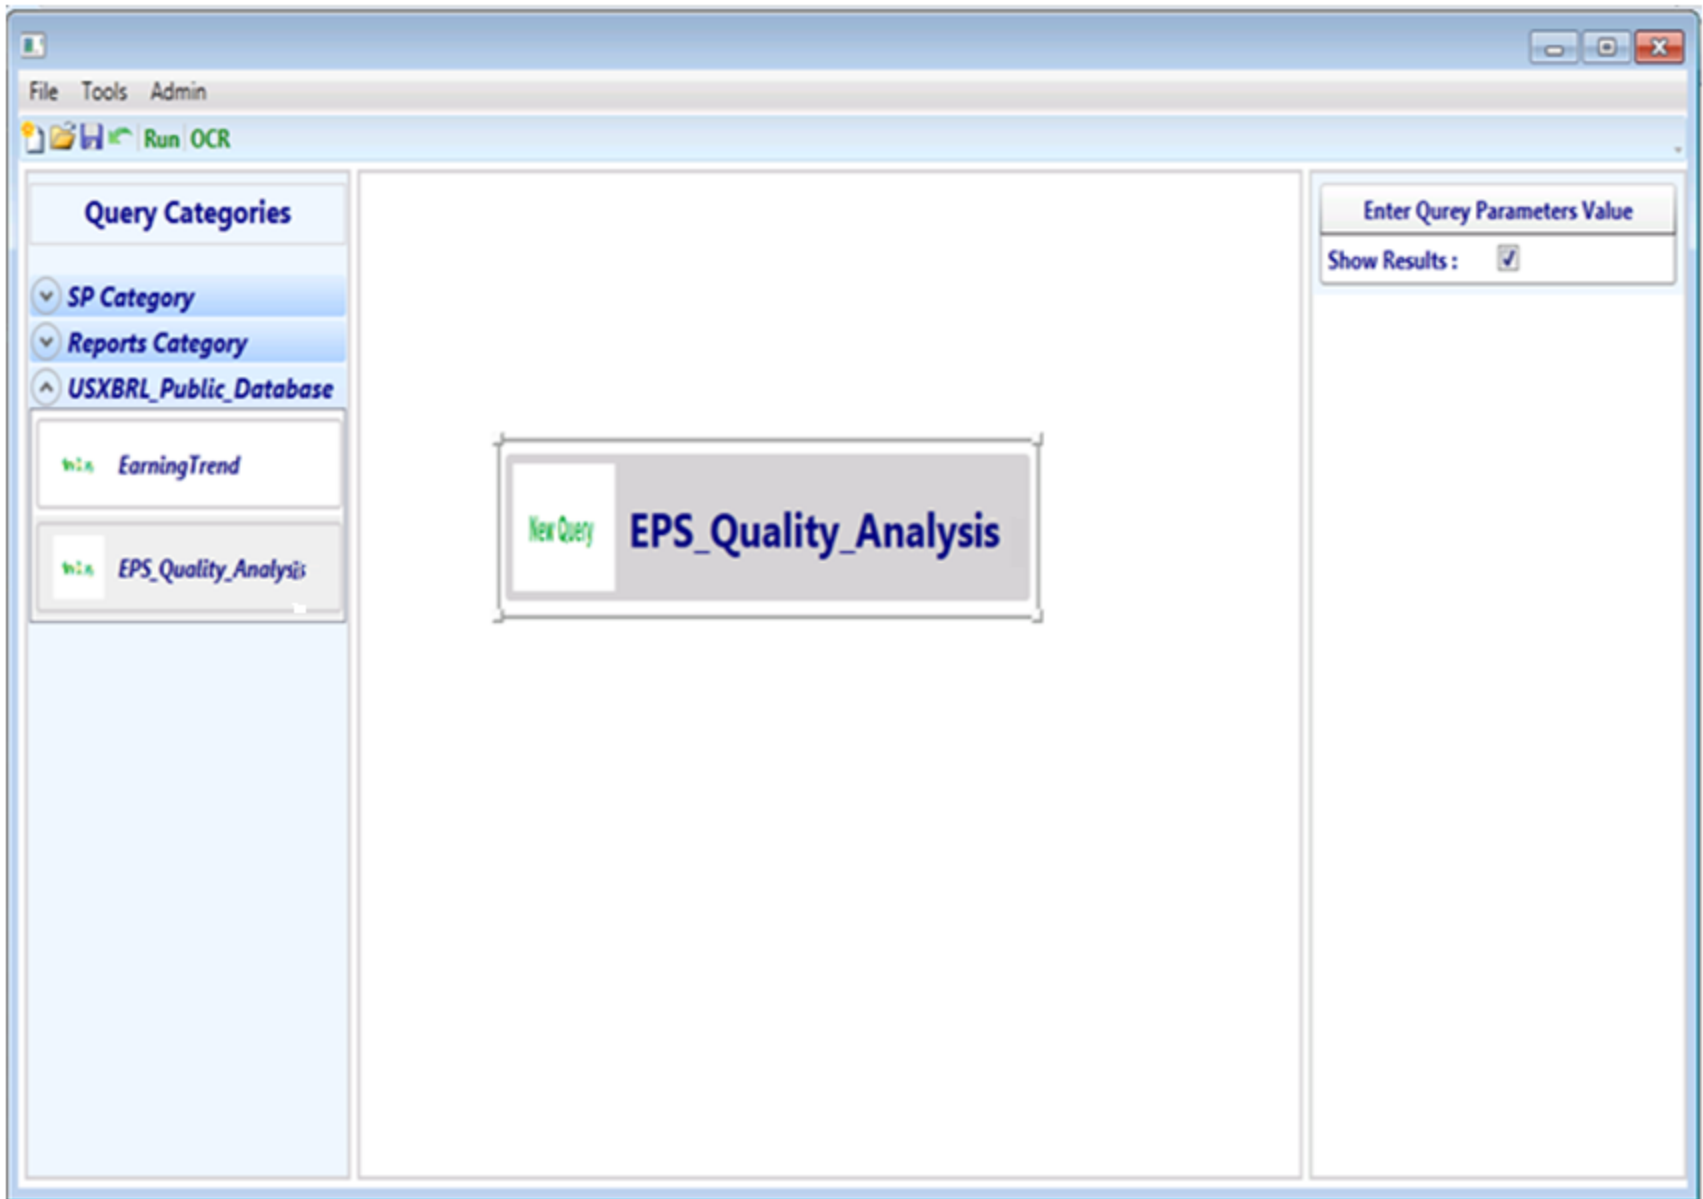 File Tools Admin
Run OCR
Query Categories
SP Category
Reports Category
USXBRL_Public_Database
EarningTrend
EPS_Quality_Analysis
New Query
EPS_Quality_Analysis
Enter Qurey Parameters Value
Show Results :